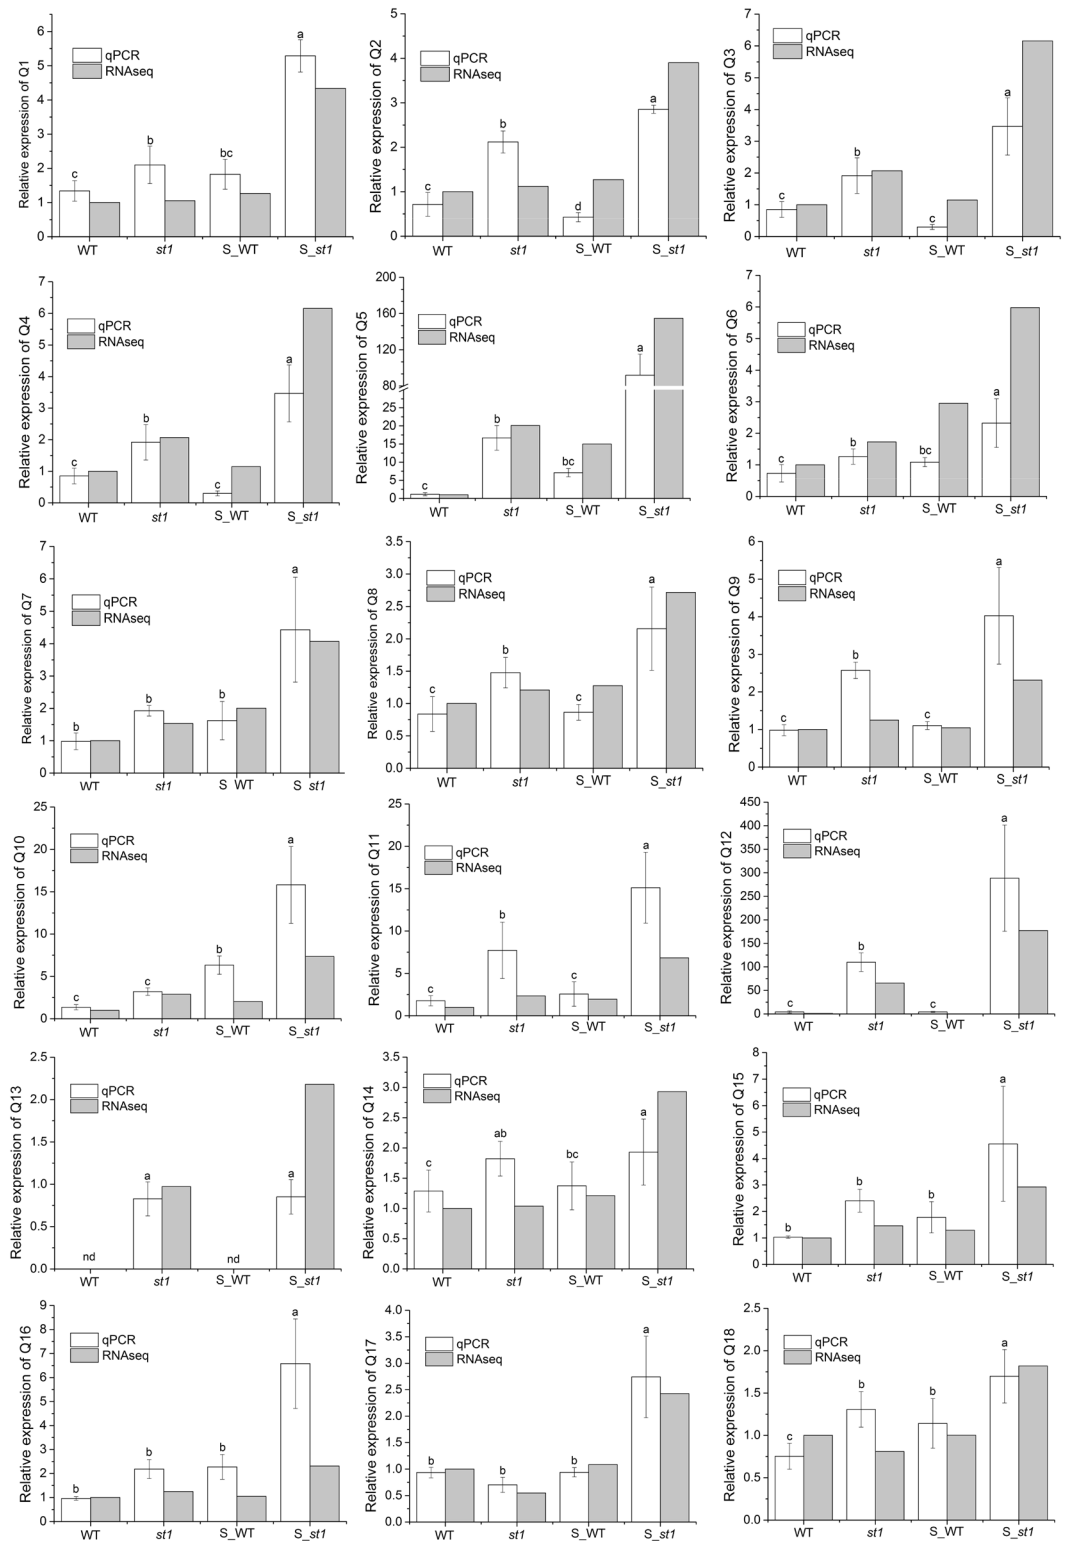 Relative expression of Q1
6
5
4
3
2
1
0
qPCR
RNAseq
c
b
bc
a
WT
st1
S_WT
S_st1
Relative expression of Q2
5
4
3
2
1
0
qPCR
RNAseq
c
b
d
a
WT
st1
S_WT
S_st1
Relative expression of Q3
7
6
5
4
3
2
1
0
qPCR
RNAseq
c
b
c
a
WT
st1
S_WT
S_st1
Relative expression of Q4
7
6
5
4
3
2
1
0
qPCR
RNAseq
c
b
c
a
WT
st1
S_WT
S_st1
Relative expression of Q5
200
160
120
80
25
20
15
10
5
0
qPCR
RNAseq
c
b
bc
a
WT
st1
S_WT
S_st1
Relative expression of Q6
7
6
5
4
3
2
1
0
qPCR
RNAseq
c
b
bc
a
WT
st1
S_WT
S_st1
Relative expression of Q7
7
6
5
4
3
2
1
0
qPCR
RNAseq
b
b
b
a
WT
st1
S WT
S st1
Relative expression of Q8
3.5
3.0
2.5
2.0
1.5
1.0
0.5
0.0
qPCR
RNAseq
c
b
c
a
WT
st1
S_WT
S_st1
Relative expression of Q9
6
5
4
3
2
1
0
qPCR
RNAseq
c
b
c
a
WT
st1
S_WT
S_st1
Relative expression of Q10
25
20
15
10
5
0
qPCR
RNAseq
c
c
b
a
WT
st1
S_WT
S_st1
Relative expression of Q11
25
20
15
10
5
0
qPCR
RNAseq
c
b
c
a
WT
st1
S_WT
S_st1
Relative expression of Q12
450
400
350
300
250
200
150
100
50
0
qPCR
RNAseq
c
b
c
a
WT
st1
S_WT
S_st1
Relative expression of Q13
2.5
2.0
1.5
1.0
0.5
0.0
qPCR
RNAseq
nd
a
nd
a
WT
st1
S_WT
S_st1
Relative expression of Q14
3.5
3.0
2.5
2.0
1.5
1.0
0.5
0.0
qPCR
RNAseq
c
ab
bc
a
WT
st1
S_WT
S_st1
Relative expression of Q15
8
7
6
5
4
3
2
1
0
qPCR
RNAseq
b
b
b
a
WT
st1
S_WT
S_st1
Relative expression of Q16
9
8
7
6
5
4
3
2
1
0
qPCR
RNAseq
b
b
b
a
WT
st1
S_WT
S_st1
Relative expression of Q17
4.0
3.5
3.0
2.5
2.0
1.5
1.0
0.5
0.0
qPCR
RNAseq
b
b
b
a
WT
st1
S_WT
S_st1
Relative expression of Q18
2.5
2.0
1.5
1.0
0.5
0.0
qPCR
RNAseq
c
b
b
a
WT
st1
S_WT
S_st1